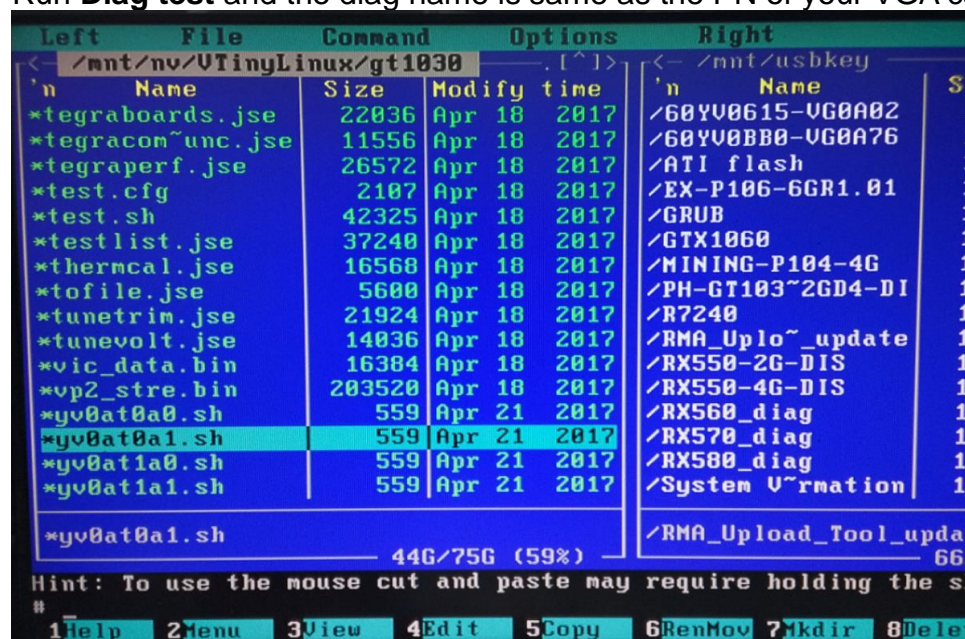 Run Diag test and the diag name is same as the PN of your VGA
Left File Command Options Right
<- /mnt/nv/VTinyLinux/gt1030 .[^]> <- /mnt/usbkey
'n Name Size Modify time 'n Name S
*tegraboards.jse 22036 Apr 18 2017 /60YV0615-VG0A02
*tegracom~unc.jse 11556 Apr 18 2017 /60YV0BB0-VG0A76
*tegraperf.jse 26572 Apr 18 2017 /ATI flash
*test.cfg 2107 Apr 18 2017 /EX-P106-6GR1.01
*test.sh 42325 Apr 18 2017 /GRUB
*testlist.jse 37240 Apr 18 2017 /GTX1060
*thermcal.jse 16568 Apr 18 2017 /MINING-P104-4G
*tofile.jse 5600 Apr 18 2017 /PH-GT103~2GD4-DI
*tunetrim.jse 21924 Apr 18 2017 /R7240
*tunevolt.jse 14036 Apr 18 2017 /RMA_Uplo~_update
*vic_data.bin 16384 Apr 18 2017 /RX550-2G-DIS
*vp2_stre.bin 203520 Apr 18 2017 /RX550-4G-DIS
*yv0at0a0.sh 559 Apr 21 2017 /RX560_diag
*yv0at0a1.sh 559 Apr 21 2017 /RX570_diag
*yv0at1a0.sh 559 Apr 21 2017 /RX580_diag
*yv0at1a1.sh 559 Apr 21 2017 /System V~rmation
*yv0at0a1.sh /RMA_Upload_Tool_upda
44G/75G (59%) 66
Hint: To use the mouse cut and paste may require holding the s
#
1Help 2Menu 3View 4Edit 5Copy 6RenMov 7Mkdir 8Dele